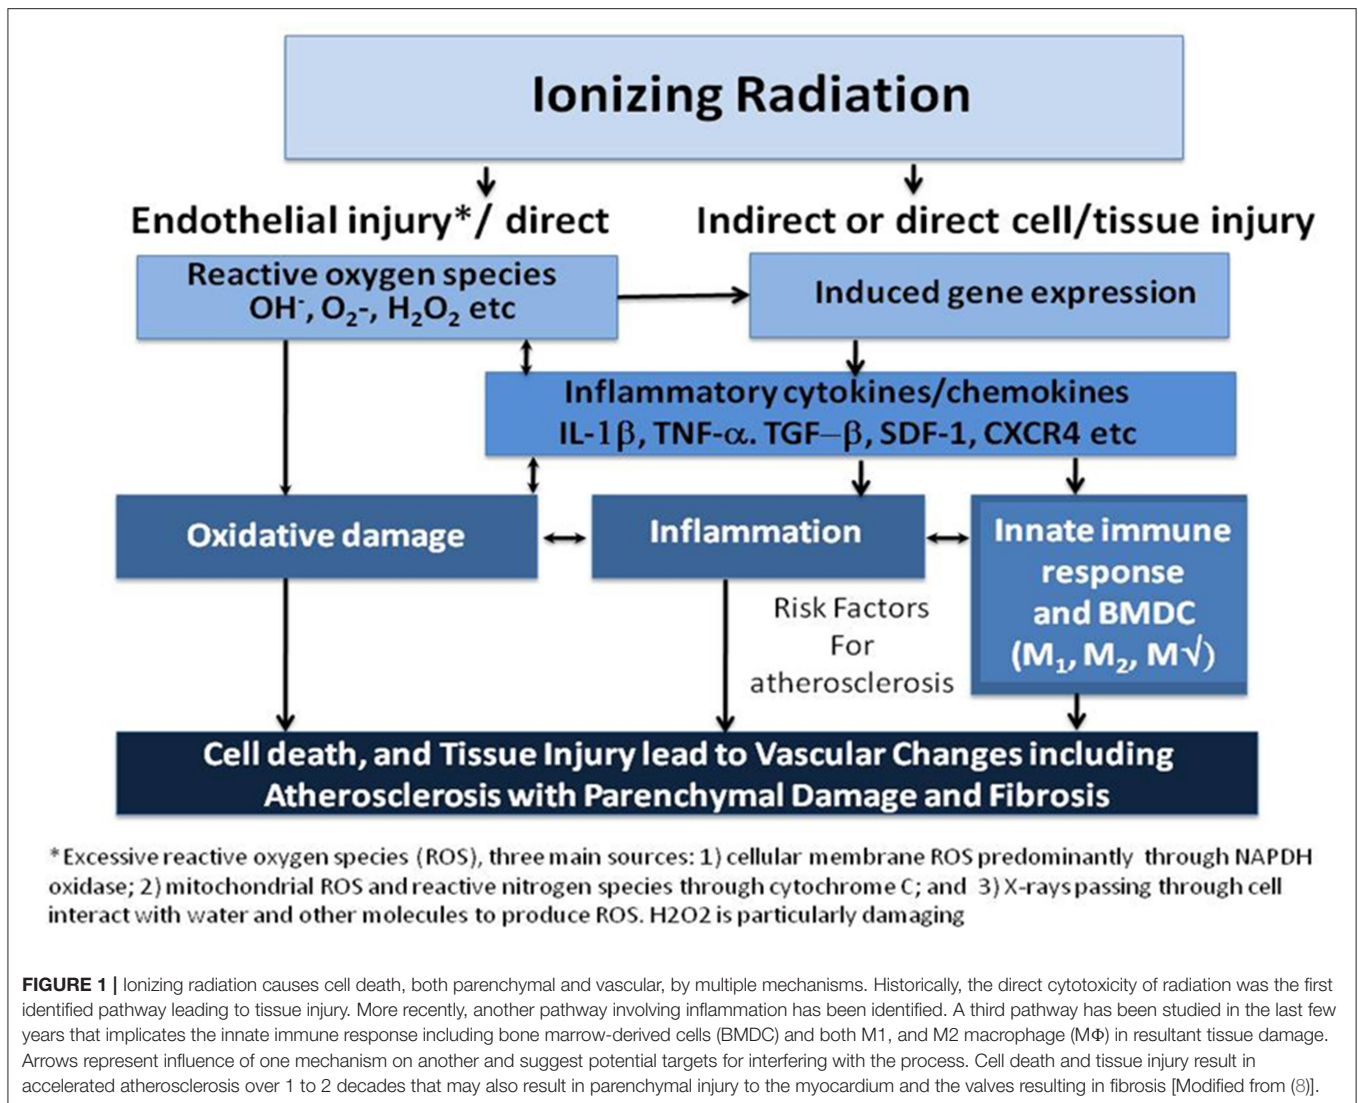 Ionizing Radiation
Endothelial injury*/ direct
Indirect or direct cell/tissue injury
Reactive oxygen species
OH⁻, O₂-, H₂O₂ etc
Induced gene expression
Inflammatory cytokines/chemokines
IL-1β, TNF-α. TGF–β, SDF-1, CXCR4 etc
Oxidative damage
Inflammation
Innate immune
response
and BMDC
(M₁, M₂, M√)
Risk Factors
For
atherosclerosis
Cell death, and Tissue Injury lead to Vascular Changes including
Atherosclerosis with Parenchymal Damage and Fibrosis
*Excessive reactive oxygen species (ROS), three main sources: 1) cellular membrane ROS predominantly through NAPDH
oxidase; 2) mitochondrial ROS and reactive nitrogen species through cytochrome C; and 3) X-rays passing through cell
interact with water and other molecules to produce ROS. H2O2 is particularly damaging
FIGURE 1 | Ionizing radiation causes cell death, both parenchymal and vascular, by multiple mechanisms. Historically, the direct cytotoxicity of radiation was the first
identified pathway leading to tissue injury. More recently, another pathway involving inflammation has been identified. A third pathway has been studied in the last few
years that implicates the innate immune response including bone marrow-derived cells (BMDC) and both M1, and M2 macrophage (MΦ) in resultant tissue damage.
Arrows represent influence of one mechanism on another and suggest potential targets for interfering with the process. Cell death and tissue injury result in
accelerated atherosclerosis over 1 to 2 decades that may also result in parenchymal injury to the myocardium and the valves resulting in fibrosis [Modified from (8)].